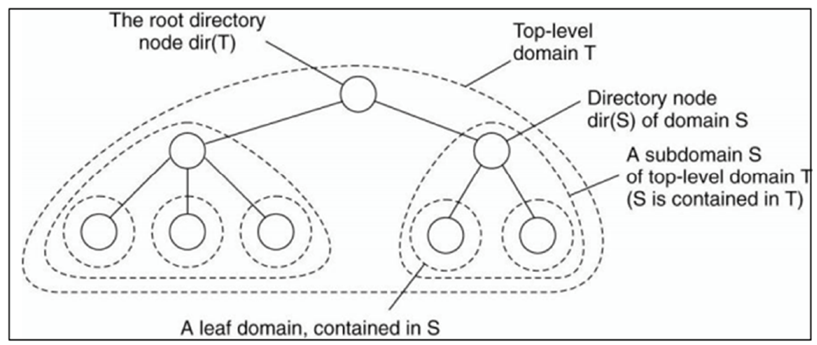 The root directory
node dir(T)
Top-level
domain T
Directory node
dir(S) of domain S
A subdomain S
of top-level domain T
(S is contained in T)
A leaf domain, contained in S